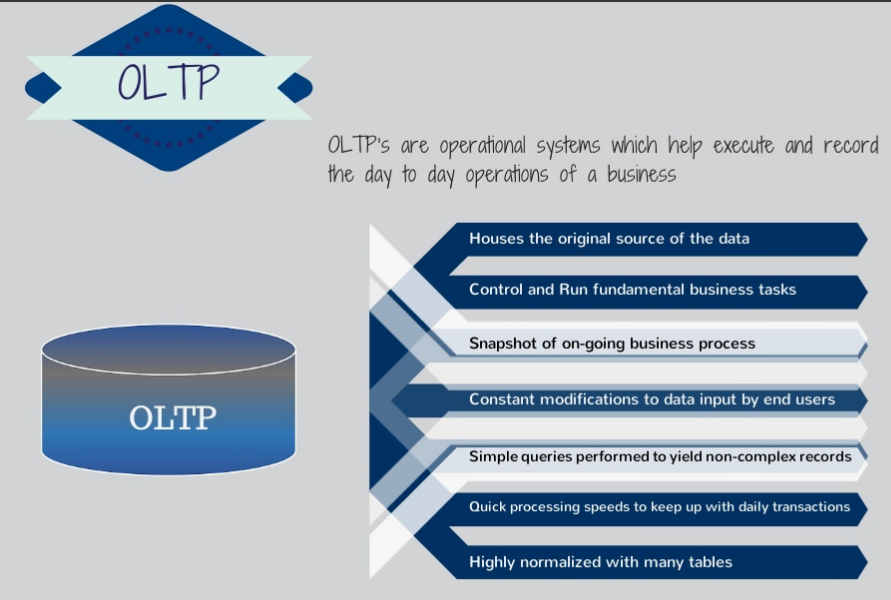 OLTP
OLTP's are operational systems which help execute and record
the day to day operations of a business
OLTP
Houses the original source of the data
Control and Run fundamental business tasks
Snapshot of on-going business process
Constant modifications to data input by end users
Simple queries performed to yield non-complex records
Quick processing speeds to keep up with daily transactions
Highly normalized with many tables